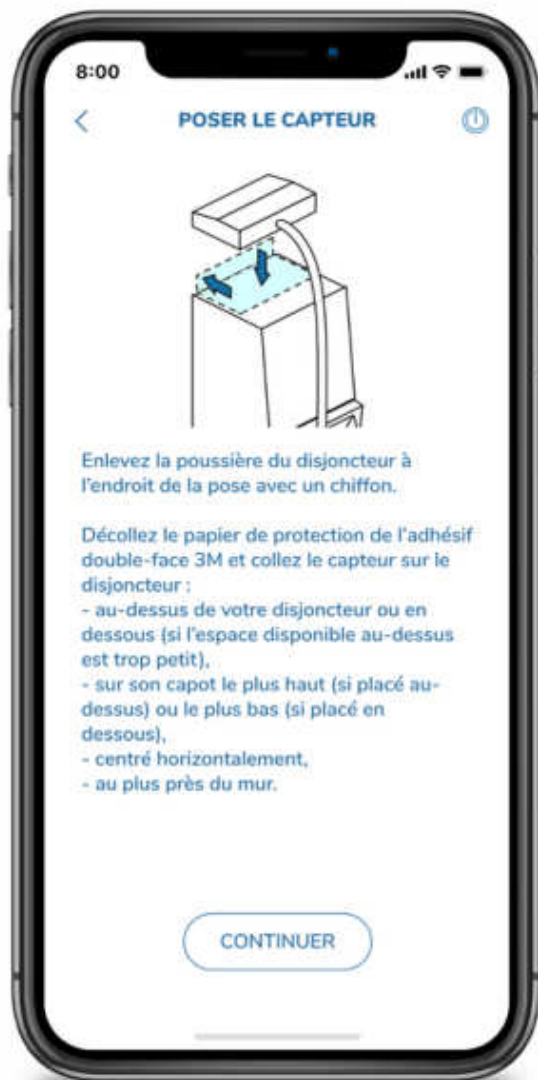 8:00
POSER LE CAPTEUR
Enlevez la poussière du disjoncteur à
l'endroit de la pose avec un chiffon.
Décollez le papier de protection de l'adhésif
double-face 3M et collez le capteur sur le
disjoncteur :
- au-dessus de votre disjoncteur ou en
dessous (si l'espace disponible au-dessus
est trop petit),
- sur son capot le plus haut (si placé au-
dessus) ou le plus bas (si placé en
dessous),
- centré horizontalement,
- au plus près du mur.
CONTINUER